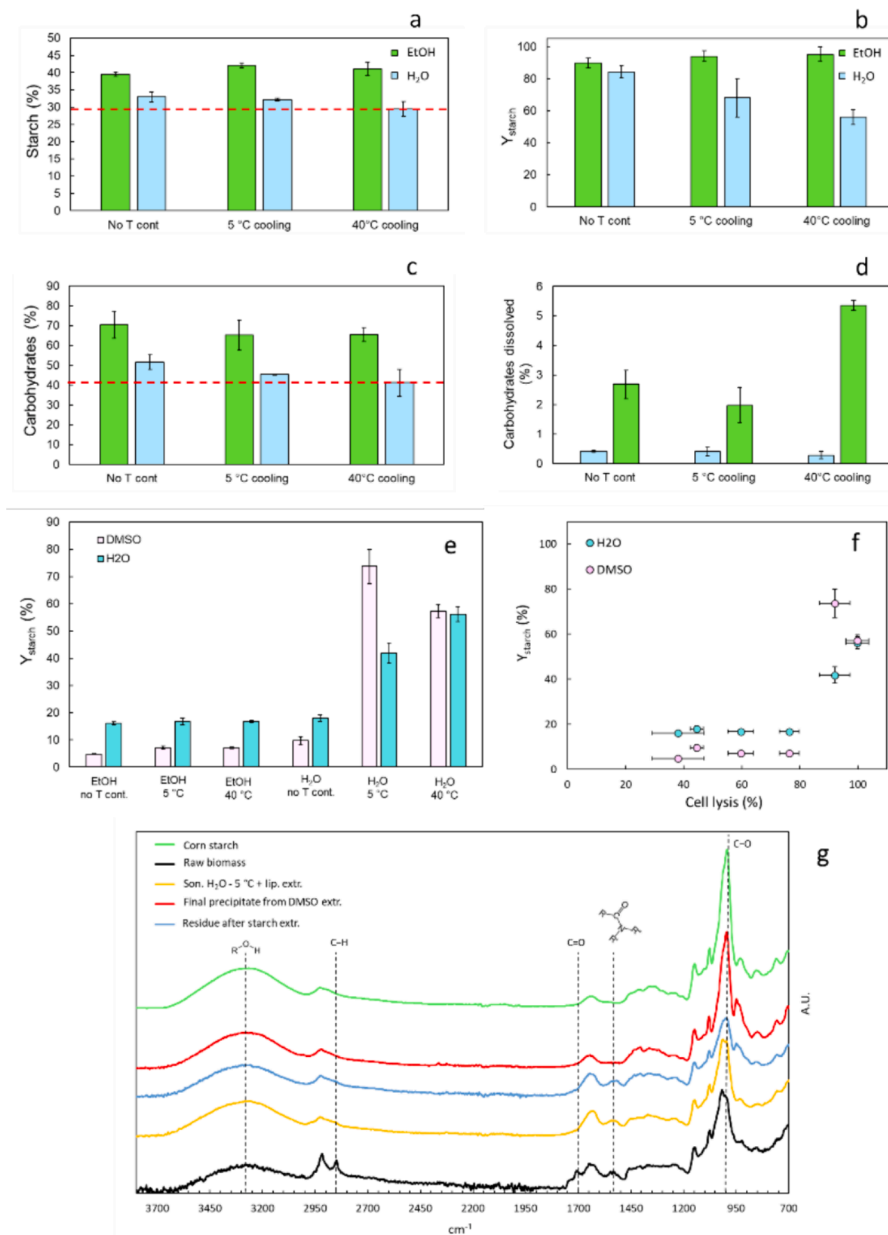 a
Starch (%)
50
45
40
35
30
25
20
15
10
5
0
EtOH
H₂O
No T cont
5 °C cooling
40°C cooling
b
Y_starch
100
80
60
40
20
0
EtOH
H₂O
No T cont
5 °C cooling
40°C cooling
c
Carbohydrates (%)
90
80
70
60
50
40
30
20
10
0
No T cont
5 °C cooling
40°C cooling
d
Carbohydrates dissolved
(%)
6
5
4
3
2
1
0
No T cont
5 °C cooling
40°C cooling
e
Y_starch (%)
90
80
70
60
50
40
30
20
10
0
DMSO
H2O
EtOH
no T cont.
EtOH
5 °C
EtOH
40 °C
H₂O
no T cont.
H₂O
5 °C
H₂O
40 °C
f
Y_starch (%)
100
80
60
40
20
0
H2O
DMSO
0
20
40
60
80
100
Cell lysis (%)
g
Corn starch
Raw biomass
Son. H₂O - 5 °C + lip. extr.
Final precipitate from DMSO extr.
Residue after starch extr.
R O H
C−H
C=O
O
R C N R
R
C−O
A.U.
3700
3450
3200
2950
2700
2450
2200
1950
1700
1450
1200
950
700
cm⁻¹